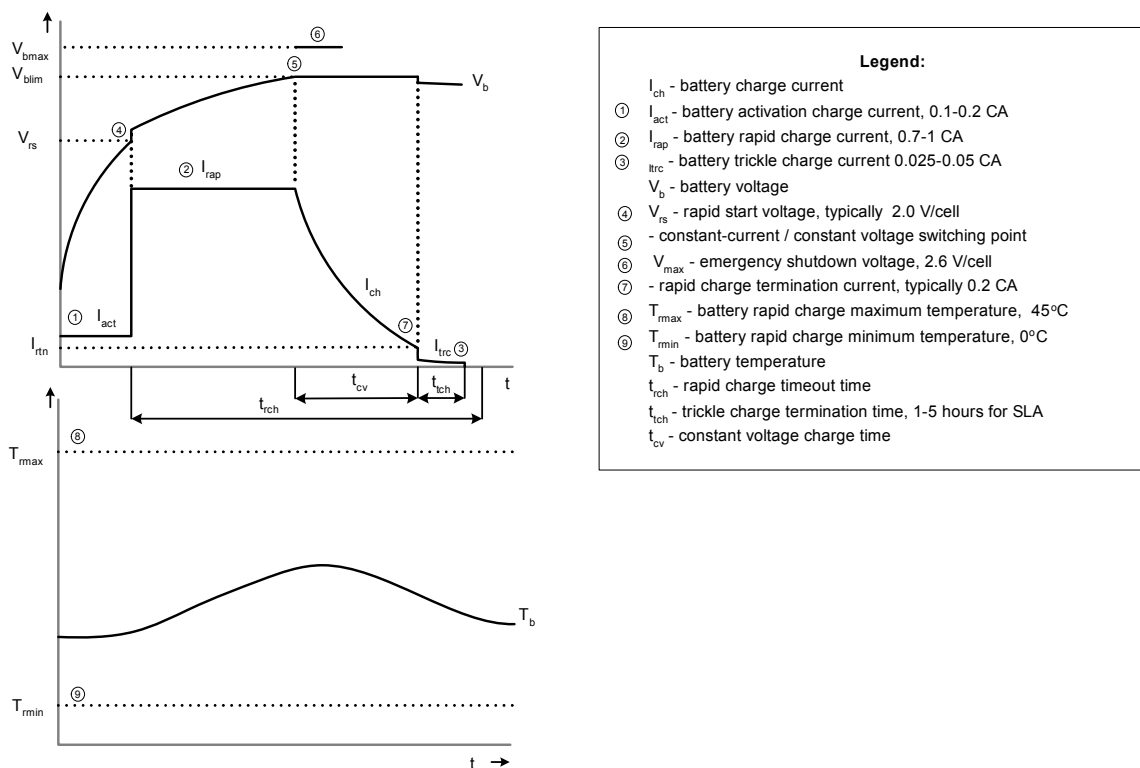 ⑥
V_bmax
⑤
V_blim
V_b
④
V_rs
② I_rap
I_ch
① I_act
⑦
I_rtn
I_trc ③
t
t_cv
t_tch
t_rch
⑧
T_rmax
T_b
⑨
T_rmin
t
Legend:
I_ch - battery charge current
① I_act - battery activation charge current, 0.1-0.2 CA
② I_rap - battery rapid charge current, 0.7-1 CA
③ Itrc - battery trickle charge current 0.025-0.05 CA
V_b - battery voltage
④ V_rs - rapid start voltage, typically 2.0 V/cell
⑤ - constant-current / constant voltage switching point
⑥ V_max - emergency shutdown voltage, 2.6 V/cell
⑦ - rapid charge termination current, typically 0.2 CA
⑧ T_rmax - battery rapid charge maximum temperature, 45°C
⑨ T_rmin - battery rapid charge minimum temperature, 0°C
T_b - battery temperature
t_rch - rapid charge timeout time
t_tch - trickle charge termination time, 1-5 hours for SLA
t_cv - constant voltage charge time